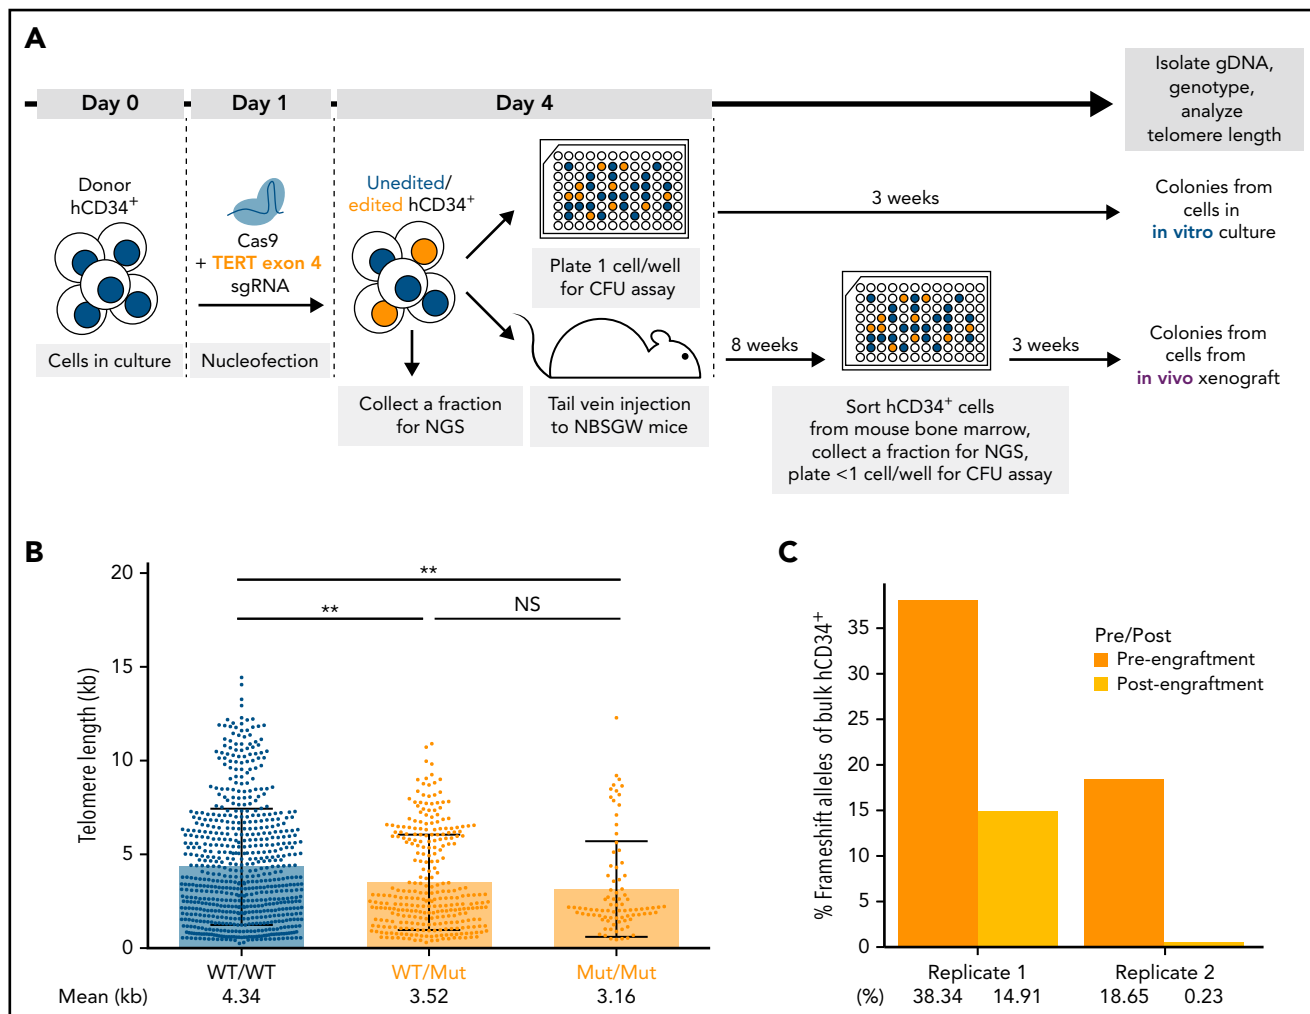 A
Day 0
Day 1
Day 4
Isolate gDNA,
genotype,
analyze
telomere length
Donor
hCD34+
Cells in culture
Cas9
+ TERT exon 4
sgRNA
Nucleofection
Unedited/
edited hCD34+
Collect a fraction
for NGS
Plate 1 cell/well
for CFU assay
Tail vein injection
to NBSGW mice
3 weeks
Colonies from
cells in
in vitro culture
8 weeks
Sort hCD34+ cells
from mouse bone marrow,
collect a fraction for NGS,
plate <1 cell/well for CFU assay
3 weeks
Colonies from
cells from
in vivo xenograft
B
Telomere length (kb)
20
15
10
5
0
**
**
NS
WT/WT
WT/Mut
Mut/Mut
Mean (kb)
4.34
3.52
3.16
C
% Frameshift alleles of bulk hCD34+
35
30
25
20
15
10
5
0
Pre/Post
Pre-engraftment
Post-engraftment
Replicate 1
Replicate 2
(%)
38.34
14.91
18.65
0.23